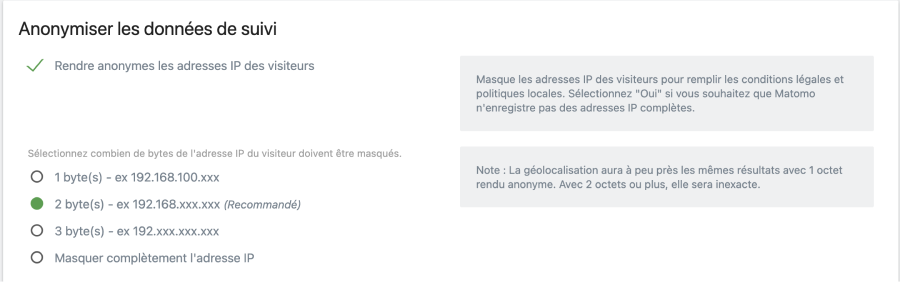 Anonymiser les données de suivi
Rendre anonymes les adresses IP des visiteurs
Masque les adresses IP des visiteurs pour remplir les conditions légales et
politiques locales. Sélectionnez "Oui" si vous souhaitez que Matomo
n'enregistre pas des adresses IP complètes.
Sélectionnez combien de bytes de l'adresse IP du visiteur doivent être masqués.
1 byte(s) - ex 192.168.100.xxx
2 byte(s) - ex 192.168.xxx.xxx (Recommandé)
3 byte(s) - ex 192.xxx.xxx.xxx
Masquer complètement l'adresse IP
Note : La géolocalisation aura à peu près les mêmes résultats avec 1 octet
rendu anonyme. Avec 2 octets ou plus, elle sera inexacte.